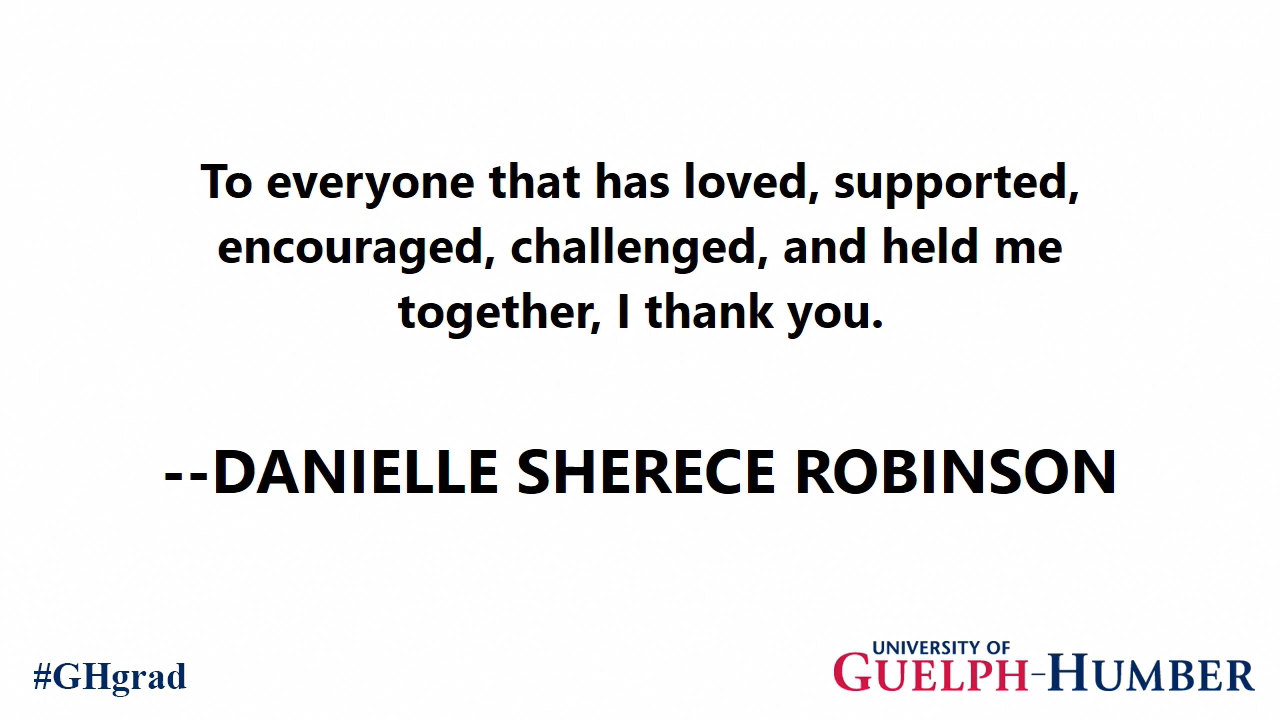 To everyone that has loved, supported,
encouraged, challenged, and held me
together, I thank you.
--DANIELLE SHERECE ROBINSON
#GHgrad
UNIVERSITY OF
GUELPH-HUMBER